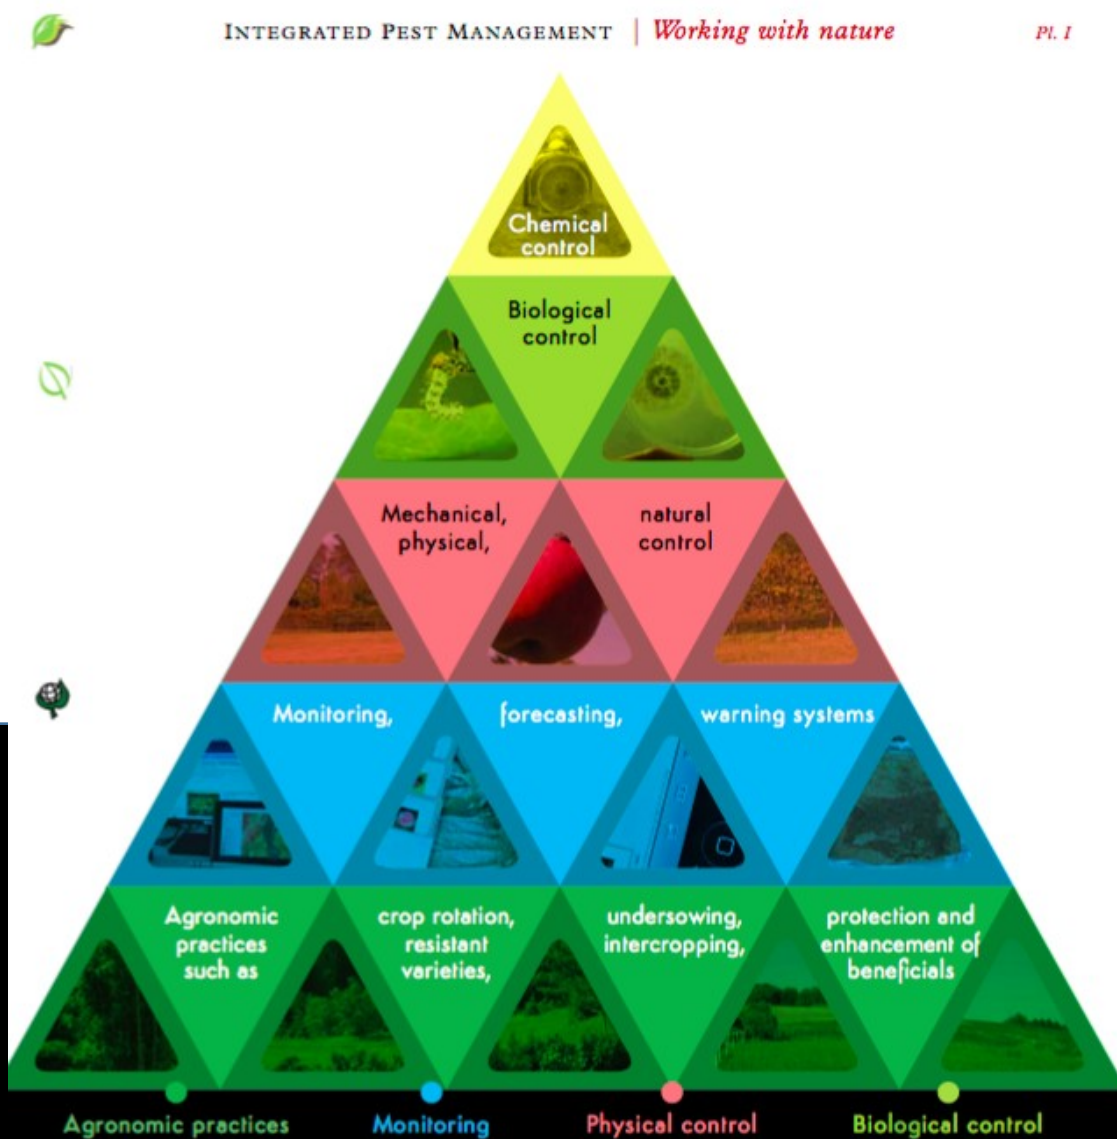 INTEGRATED PEST MANAGEMENT | Working with nature
Pl. I
Chemical
control
Biological
control
Mechanical,
physical,
natural
control
Monitoring,
forecasting,
warning systems
Agronomic
practices
such as
crop rotation,
resistant
varieties,
undersowing,
intercropping,
protection and
enhancement of
beneficials
Agronomic practices
Monitoring
Physical control
Biological control